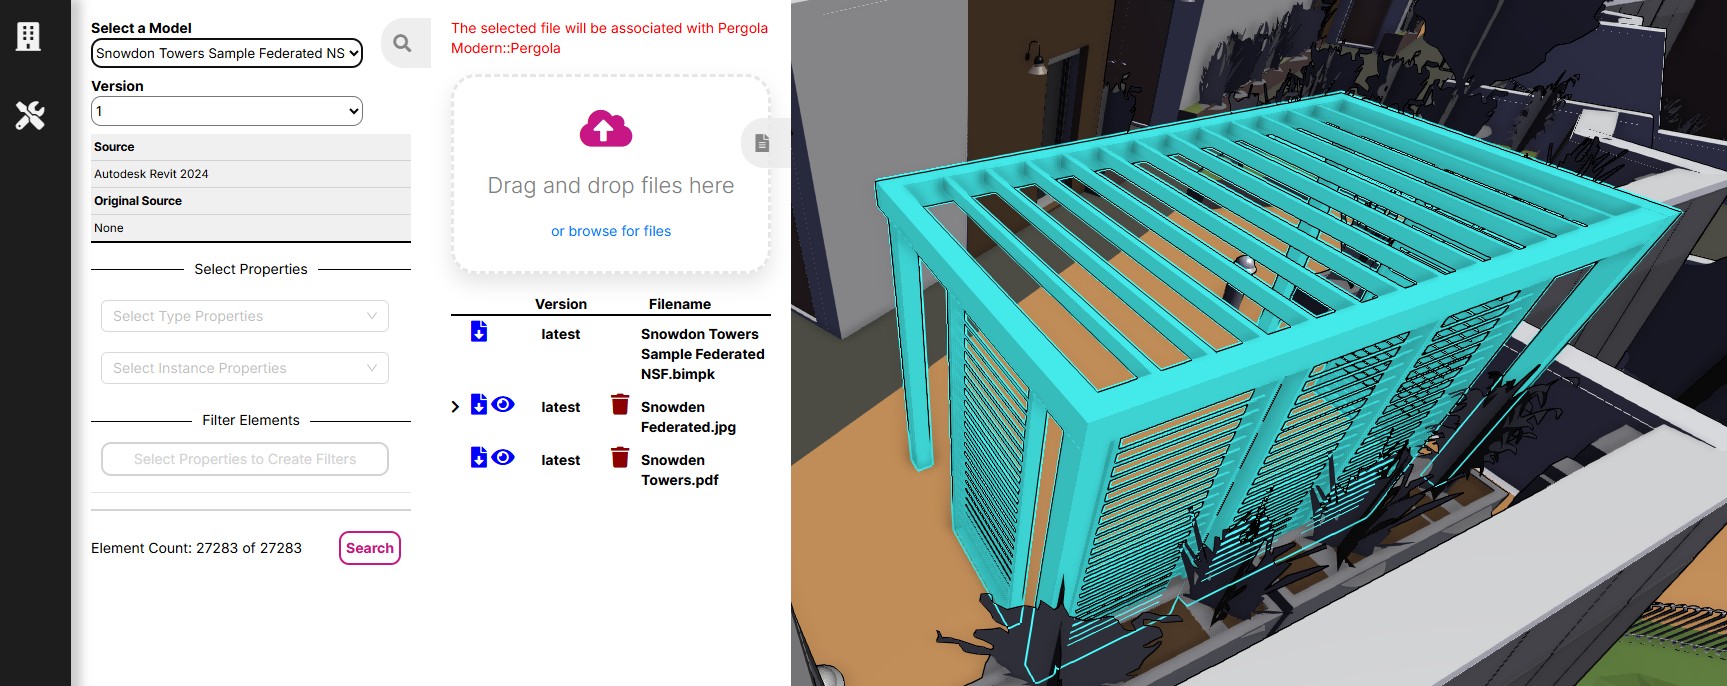 Select a Model
Snowdon Towers Sample Federated NS
Version
1
Source
Autodesk Revit 2024
Original Source
None
Select Properties
Select Type Properties
Select Instance Properties
Filter Elements
Select Properties to Create Filters
Element Count: 27283 of 27283
Search
The selected file will be associated with Pergola
Modern::Pergola
Drag and drop files here
or browse for files
Version Filename
latest Snowdon Towers
Sample Federated
NSF.bimpk
latest Snowden
Federated.jpg
latest Snowden
Towers.pdf